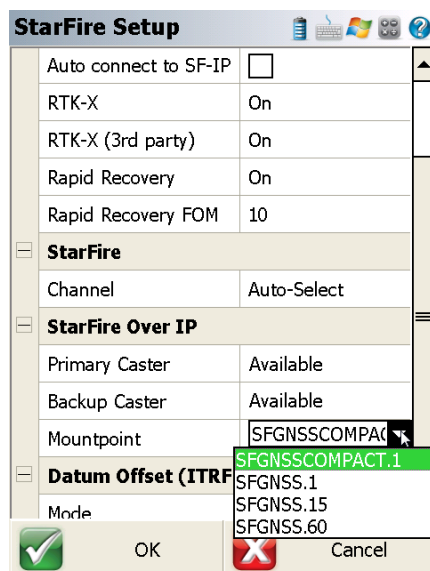 StarFire Setup
Auto connect to SF-IP
RTK-X On
RTK-X (3rd party) On
Rapid Recovery On
Rapid Recovery FOM 10
StarFire
Channel Auto-Select
StarFire Over IP
Primary Caster Available
Backup Caster Available
Mountpoint SFGNSSCOMPA
SFGNSSCOMPACT.1
Datum Offset (ITRF
SFGNSS.1
SFGNSS.15
Mode
SFGNSS.60
OK Cancel